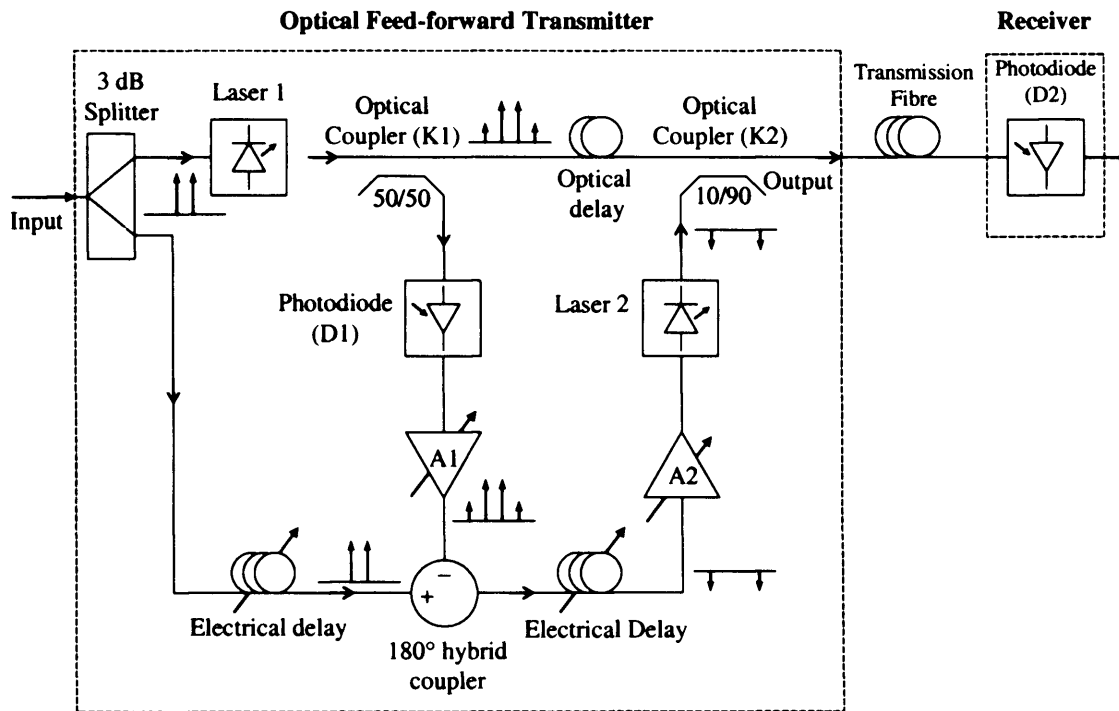 Optical Feed-forward Transmitter
Receiver
3 dB
Splitter
Laser 1
Optical
Coupler (K1)
Optical
Coupler (K2)
Transmission
Fibre
Photodiode
(D2)
Input
50/50
Optical
delay
10/90
Output
Photodiode
(D1)
Laser 2
A1
A2
Electrical delay
+
−
180° hybrid
coupler
Electrical Delay